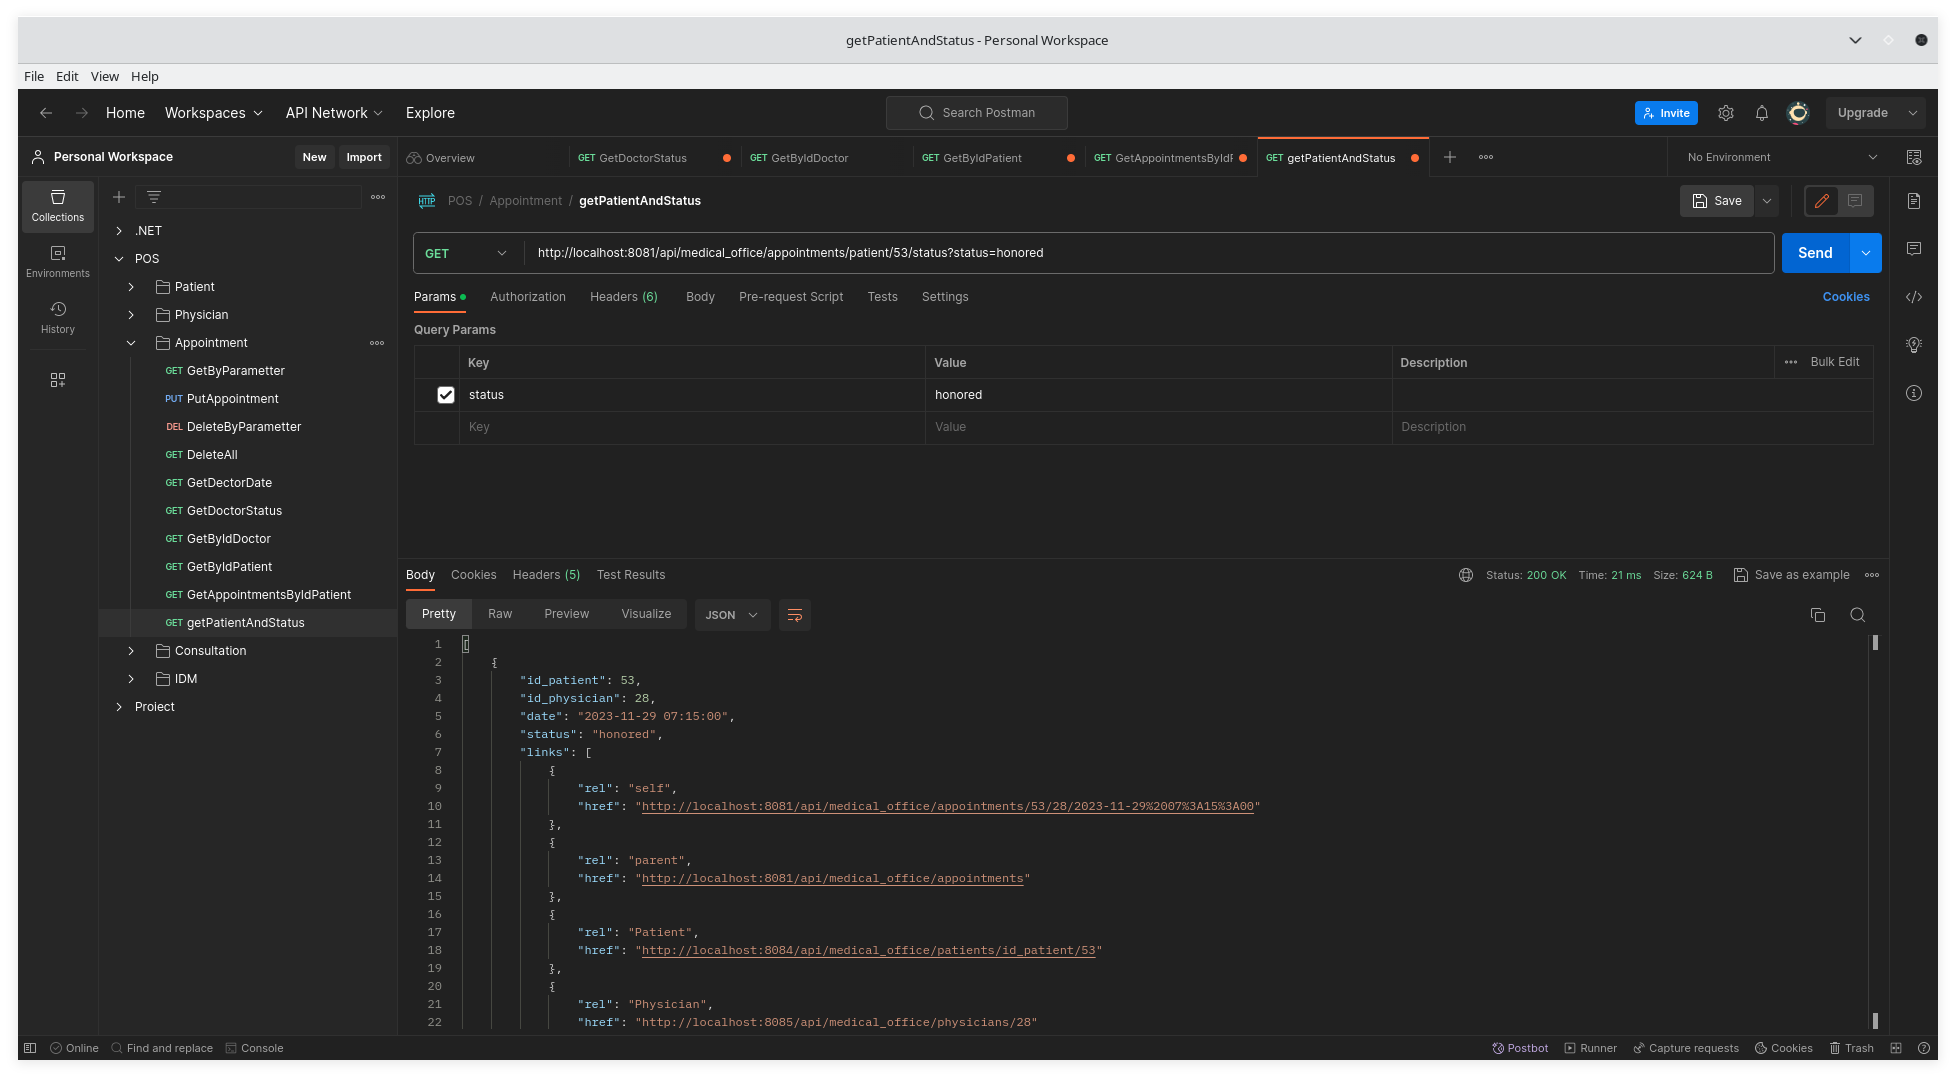 getPatientAndStatus - Personal Workspace
File Edit View Help
Home Workspaces API Network Explore
Search Postman
Invite
Upgrade
Personal Workspace
New Import
Overview
GET GetDoctorStatus
GET GetByIdDoctor
GET GetByIdPatient
GET GetAppointmentsByIdF
GET getPatientAndStatus
No Environment
Collections
Environments
History
.NET
POS
Patient
Physician
Appointment
GET GetByParametter
PUT PutAppointment
DEL DeleteByParametter
GET DeleteAll
GET GetDectorDate
GET GetDoctorStatus
GET GetByIdDoctor
GET GetByIdPatient
GET GetAppointmentsByIdPatient
GET getPatientAndStatus
Consultation
IDM
Proiect
HTTP POS / Appointment / getPatientAndStatus
Save
GET http://localhost:8081/api/medical_office/appointments/patient/53/status?status=honored
Send
Params Authorization Headers (6) Body Pre-request Script Tests Settings
Cookies
Query Params
Key Value Description Bulk Edit
status honored
Key Value Description
Body Cookies Headers (5) Test Results
Status: 200 OK Time: 21 ms Size: 624 B Save as example
Pretty Raw Preview Visualize JSON
1 [
2 {
3 "id_patient": 53,
4 "id_physician": 28,
5 "date": "2023-11-29 07:15:00",
6 "status": "honored",
7 "links": [
8 {
9 "rel": "self",
10 "href": "http://localhost:8081/api/medical_office/appointments/53/28/2023-11-29%2007%3A15%3A00"
11 },
12 {
13 "rel": "parent",
14 "href": "http://localhost:8081/api/medical_office/appointments"
15 },
16 {
17 "rel": "Patient",
18 "href": "http://localhost:8084/api/medical_office/patients/id_patient/53"
19 },
20 {
21 "rel": "Physician",
22 "href": "http://localhost:8085/api/medical_office/physicians/28"
Online Find and replace Console
Postbot Runner Capture requests Cookies Trash